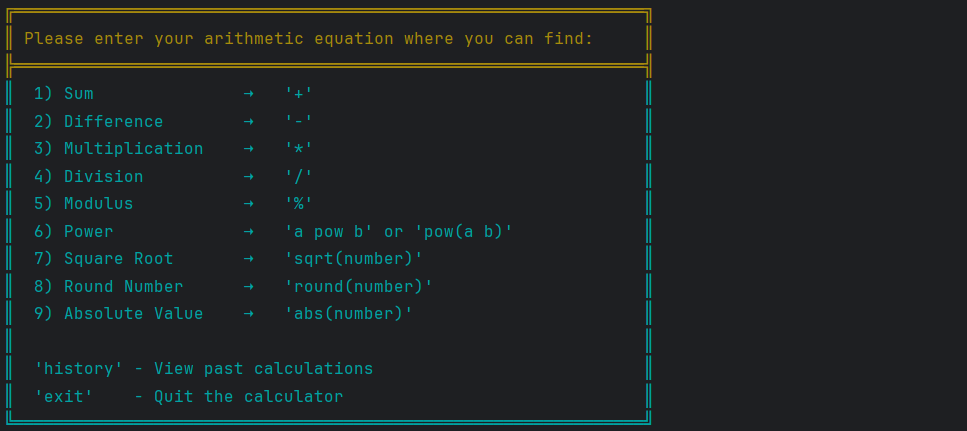 Please enter your arithmetic equation where you can find:
1) Sum → '+'
2) Difference → '-'
3) Multiplication → '*'
4) Division → '/'
5) Modulus → '%'
6) Power → 'a pow b' or 'pow(a b)'
7) Square Root → 'sqrt(number)'
8) Round Number → 'round(number)'
9) Absolute Value → 'abs(number)'
'history' - View past calculations
'exit' - Quit the calculator